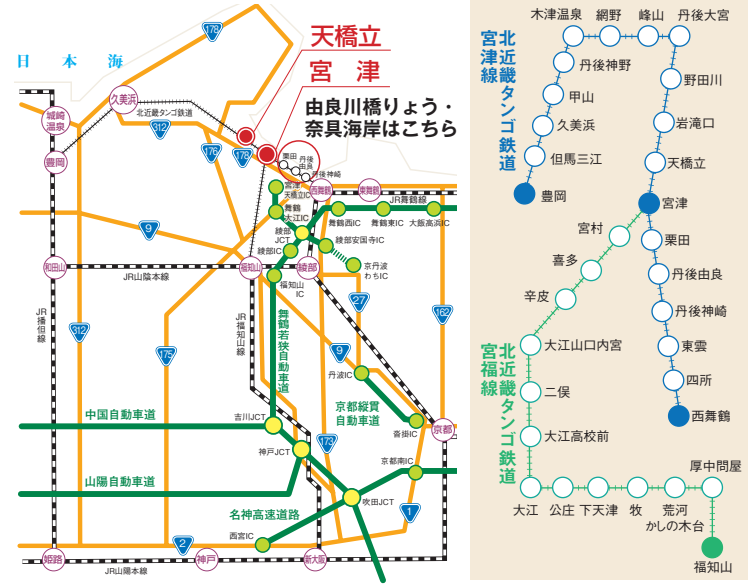 日本海
天橋立
宮津
由良川橋りょう・
奈具海岸はこちら
178
城崎
温泉
久美浜
北近畿タンゴ鉄道
312
176
178
豊岡
栗田
丹後
由良
丹後神崎
宮津
天橋立IC
西舞鶴
東舞鶴
JR舞鶴線
舞鶴
大江IC
舞鶴西IC
舞鶴東IC
大飯高浜IC
9
綾部
JCT
綾部安国寺IC
綾部IC
京丹波
わちIC
和田山
JR山陰本線
福知山
綾部
福知山
IC
27
162
JR播但線
312
JR福知山線
舞鶴若狭自動車道
175
9
丹波IC
京都縦貫
自動車道
中国自動車道
吉川JCT
沓掛IC
京都
173
神戸JCT
京都南IC
山陽自動車道
吹田JCT
名神高速道路
1
西宮IC
2
姫路
神戸
新大阪
JR山陽本線
北近畿タンゴ鉄道
宮津線
木津温泉
網野
峰山
丹後大宮
丹後神野
野田川
甲山
久美浜
岩滝口
但馬三江
天橋立
豊岡
宮津
宮村
栗田
喜多
丹後由良
辛皮
丹後神崎
大江山口内宮
東雲
北近畿タンゴ鉄道
宮福線
四所
二俣
西舞鶴
大江高校前
厚中問屋
大江
公庄
下天津
牧
荒河
かしの木台
福知山